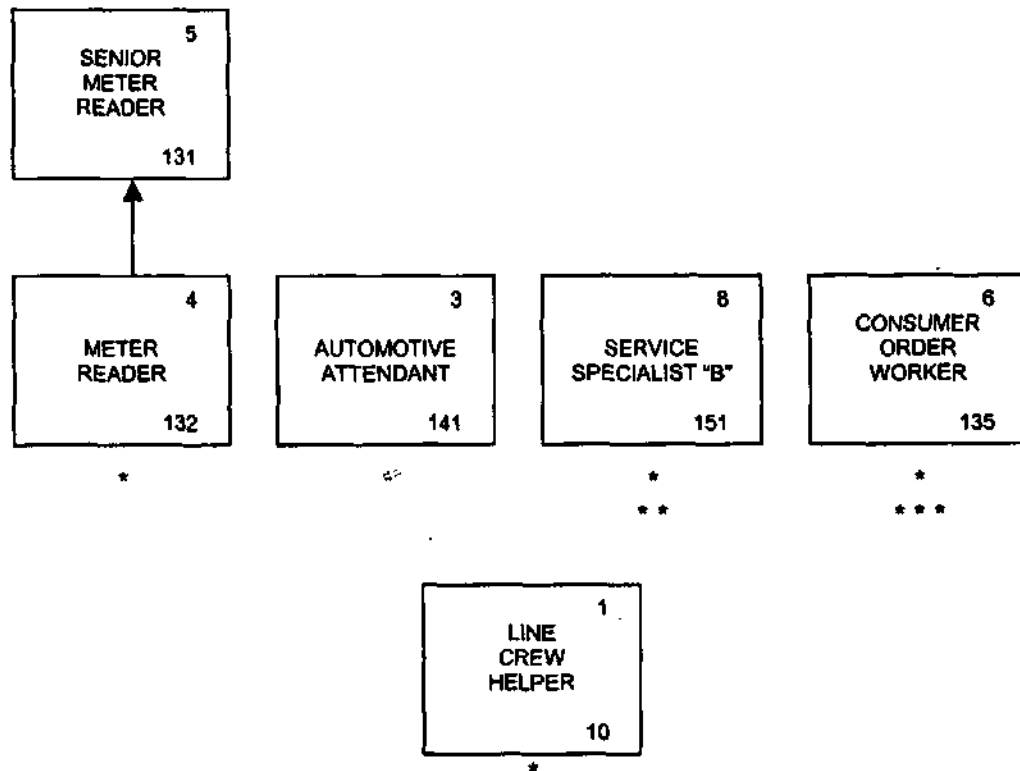 5
SENIOR
METER
READER
131
4
METER
READER
132
*
3
AUTOMOTIVE
ATTENDANT
141
8
SERVICE
SPECIALIST "B"
151
*
* *
6
CONSUMER
ORDER
WORKER
135
*
* * *
1
LINE
CREW
HELPER
10
*